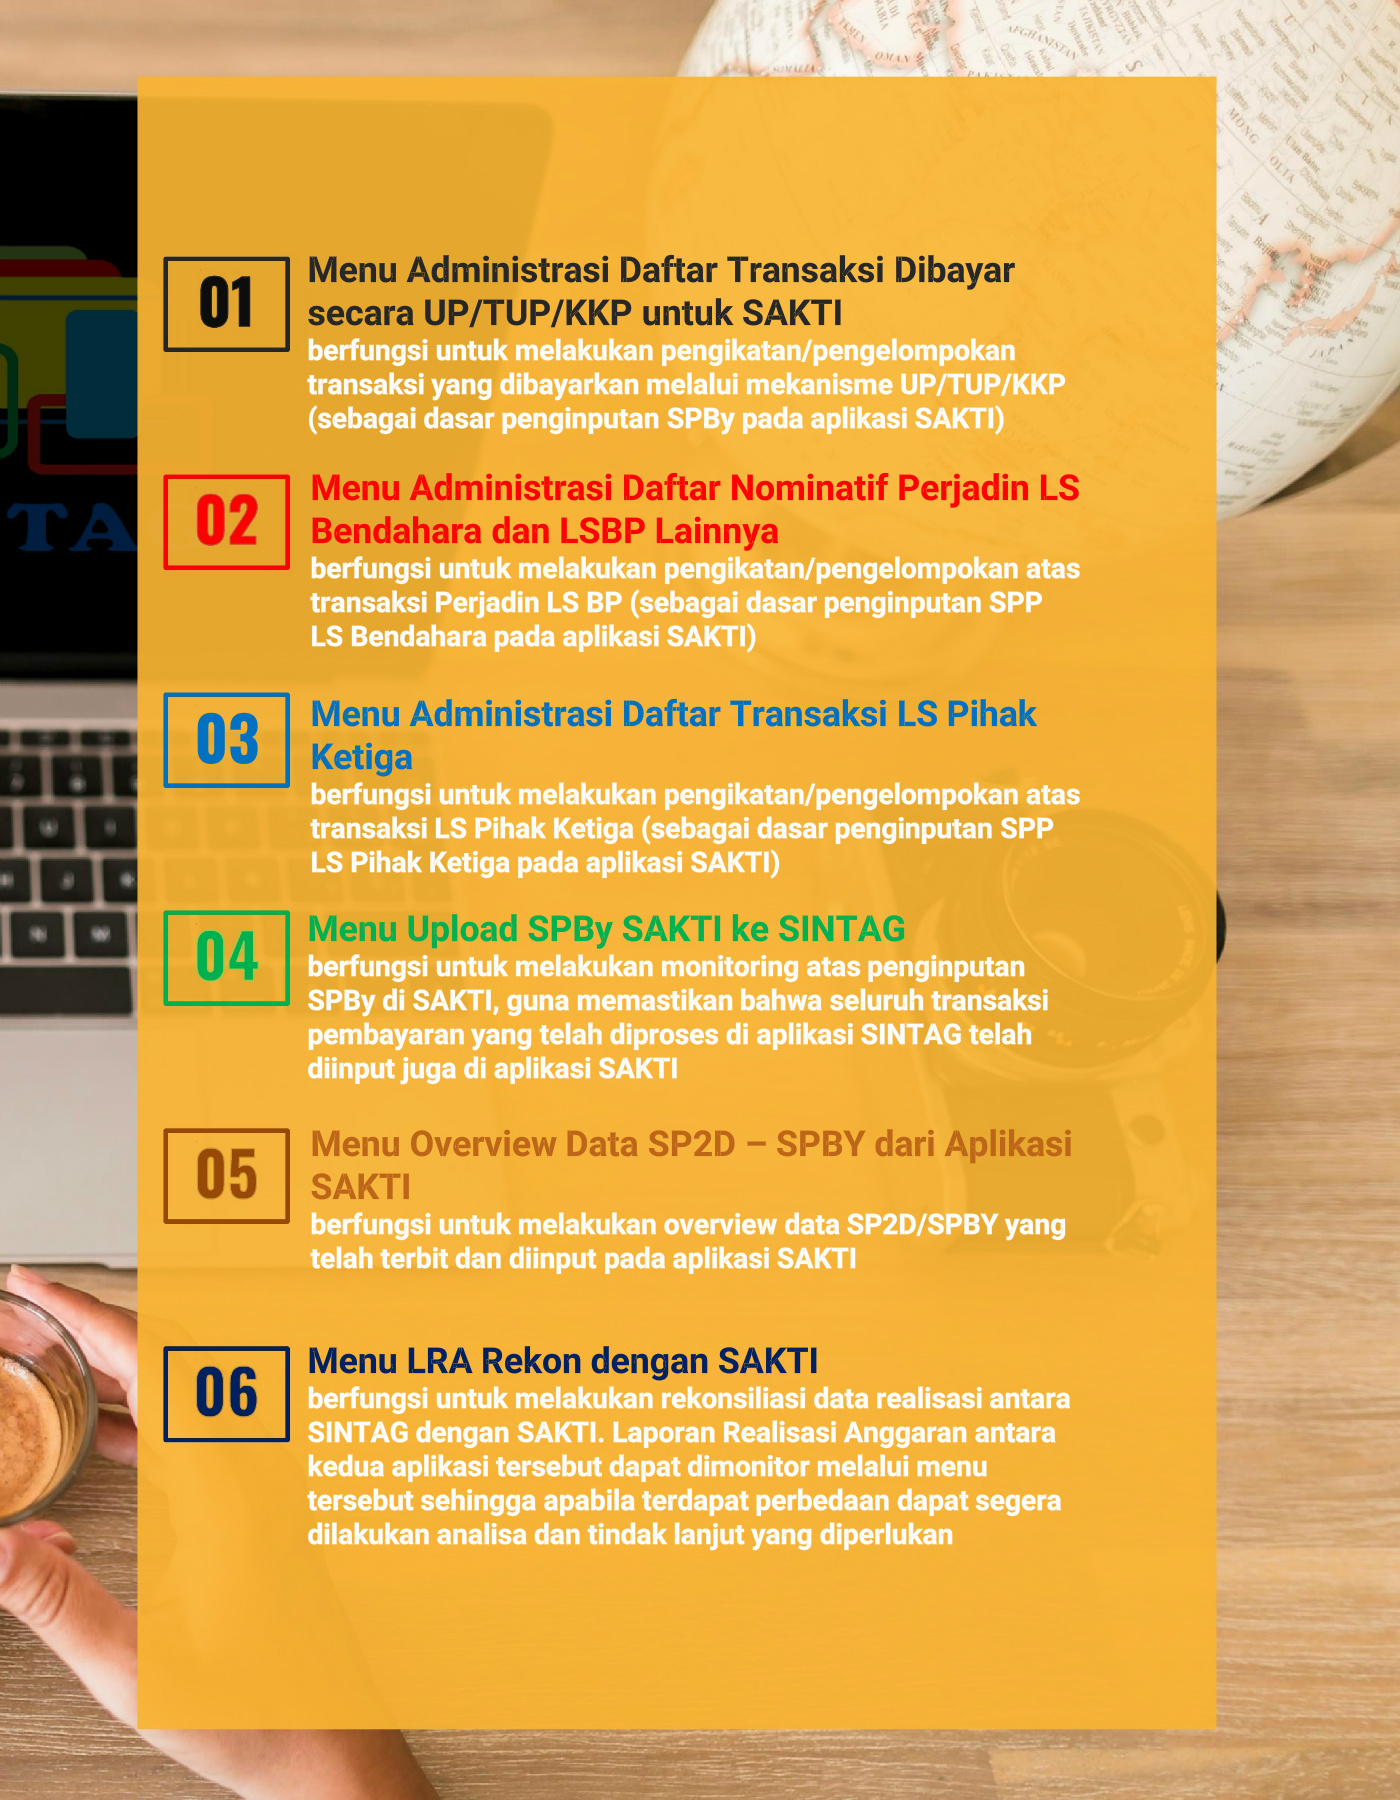 01
Menu Administrasi Daftar Transaksi Dibayar
secara UP/TUP/KKP untuk SAKTI
berfungsi untuk melakukan pengikatan/pengelompokan
transaksi yang dibayarkan melalui mekanisme UP/TUP/KKP
(sebagai dasar penginputan SPBy pada aplikasi SAKTI)
02
Menu Administrasi Daftar Nominatif Perjadin LS
Bendahara dan LSBP Lainnya
berfungsi untuk melakukan pengikatan/pengelompokan atas
transaksi Perjadin LS BP (sebagai dasar penginputan SPP
LS Bendahara pada aplikasi SAKTI)
03
Menu Administrasi Daftar Transaksi LS Pihak
Ketiga
berfungsi untuk melakukan pengikatan/pengelompokan atas
transaksi LS Pihak Ketiga (sebagai dasar penginputan SPP
LS Pihak Ketiga pada aplikasi SAKTI)
04
Menu Upload SPBy SAKTI ke SINTAG
berfungsi untuk melakukan monitoring atas penginputan
SPBy di SAKTI, guna memastikan bahwa seluruh transaksi
pembayaran yang telah diproses di aplikasi SINTAG telah
diinput juga di aplikasi SAKTI
05
Menu Overview Data SP2D – SPBY dari Aplikasi
SAKTI
berfungsi untuk melakukan overview data SP2D/SPBY yang
telah terbit dan diinput pada aplikasi SAKTI
06
Menu LRA Rekon dengan SAKTI
berfungsi untuk melakukan rekonsiliasi data realisasi antara
SINTAG dengan SAKTI. Laporan Realisasi Anggaran antara
kedua aplikasi tersebut dapat dimonitor melalui menu
tersebut sehingga apabila terdapat perbedaan dapat segera
dilakukan analisa dan tindak lanjut yang diperlukan
TA
AFGHANISTAN
OMAN
MONG
OLIA
JAPA